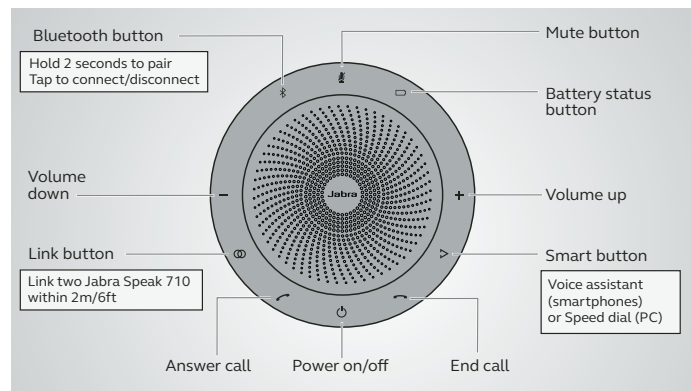 Bluetooth button
Hold 2 seconds to pair
Tap to connect/disconnect
Mute button
Battery status
button
Volume
down
Jabra
Volume up
Link button
Link two Jabra Speak 710
within 2m/6ft
Smart button
Voice assistant
(smartphones)
or Speed dial (PC)
Answer call
Power on/off
End call